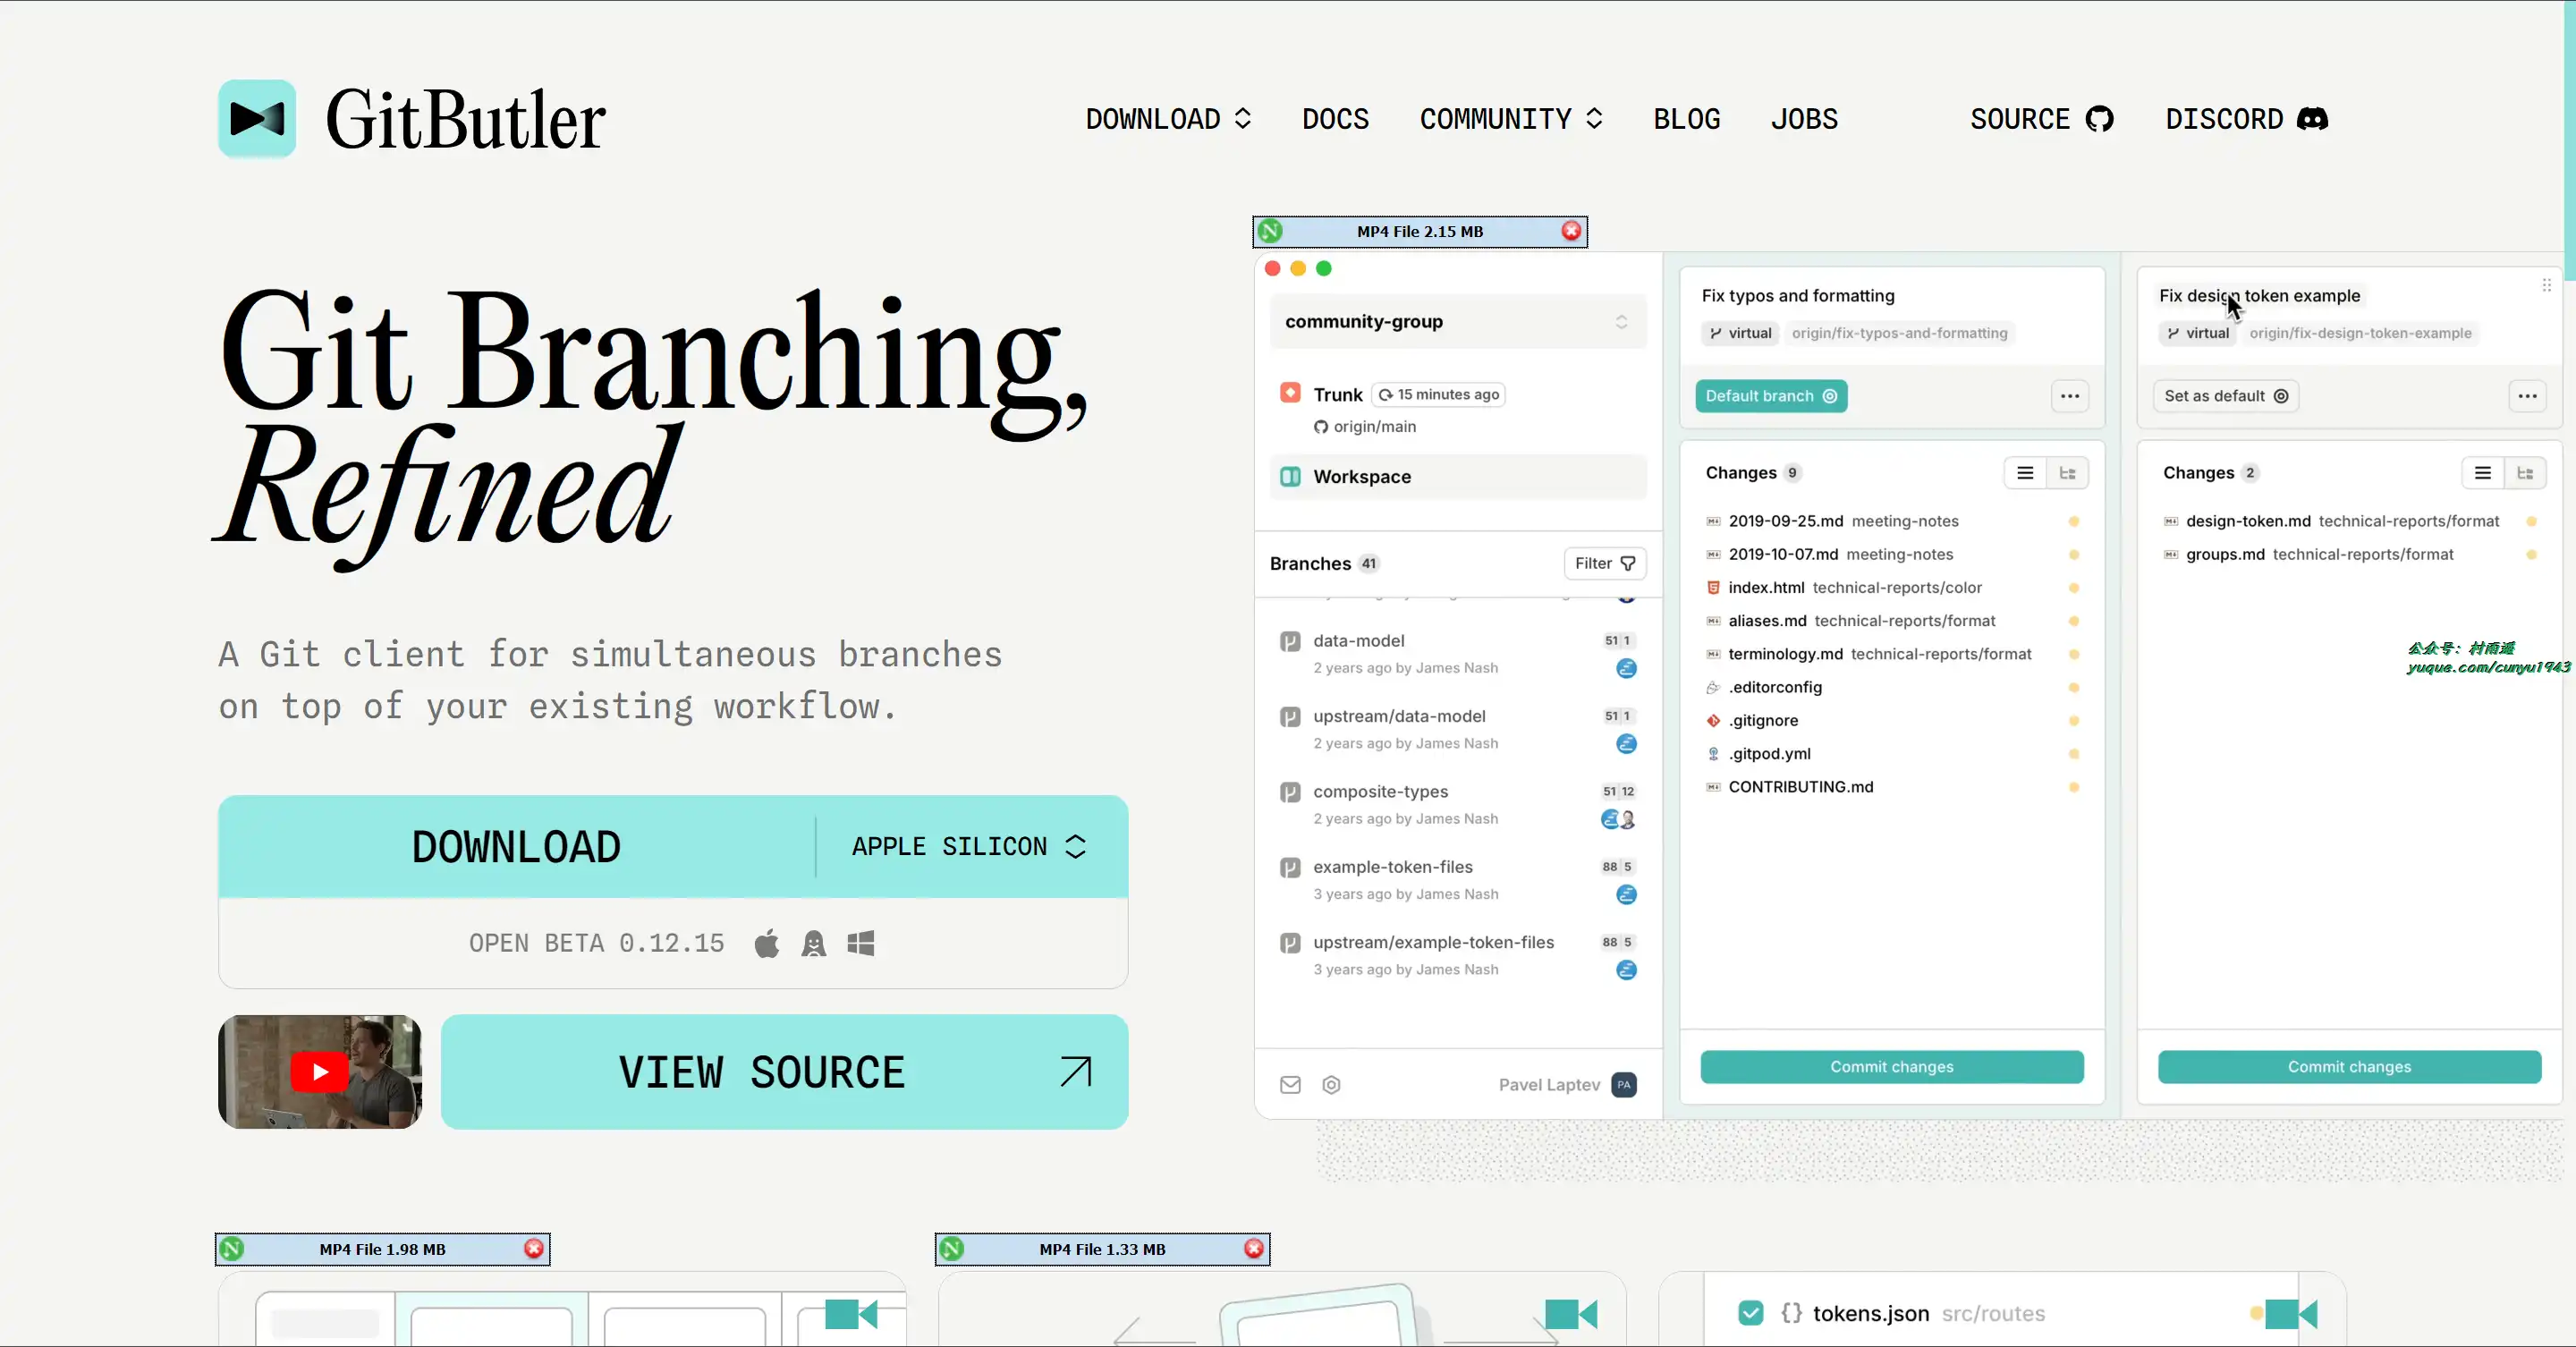 GitButler
DOWNLOAD
DOCS
COMMUNITY
BLOG
JOBS
SOURCE
DISCORD
Git Branching,
Refined
A Git client for simultaneous branches
on top of your existing workflow.
DOWNLOAD
APPLE SILICON
OPEN BETA 0.12.15
VIEW SOURCE
MP4 File 2.15 MB
community-group
Trunk 15 minutes ago
origin/main
Workspace
Branches 41
Filter
data-model 51 1
2 years ago by James Nash
upstream/data-model 51 1
2 years ago by James Nash
composite-types 51 12
2 years ago by James Nash
example-token-files 88 5
3 years ago by James Nash
upstream/example-token-files 88 5
3 years ago by James Nash
Pavel Laptev PA
Fix typos and formatting
virtual origin/fix-typos-and-formatting
Default branch
Changes 9
2019-09-25.md meeting-notes
2019-10-07.md meeting-notes
index.html technical-reports/color
aliases.md technical-reports/format
terminology.md technical-reports/format
.editorconfig
.gitignore
.gitpod.yml
CONTRIBUTING.md
Commit changes
Fix design token example
virtual origin/fix-design-token-example
Set as default
Changes 2
design-token.md technical-reports/format
groups.md technical-reports/format
公众号：村雨遥
yuque.com/cunyu1943
Commit changes
MP4 File 1.98 MB
MP4 File 1.33 MB
{} tokens.json src/routes